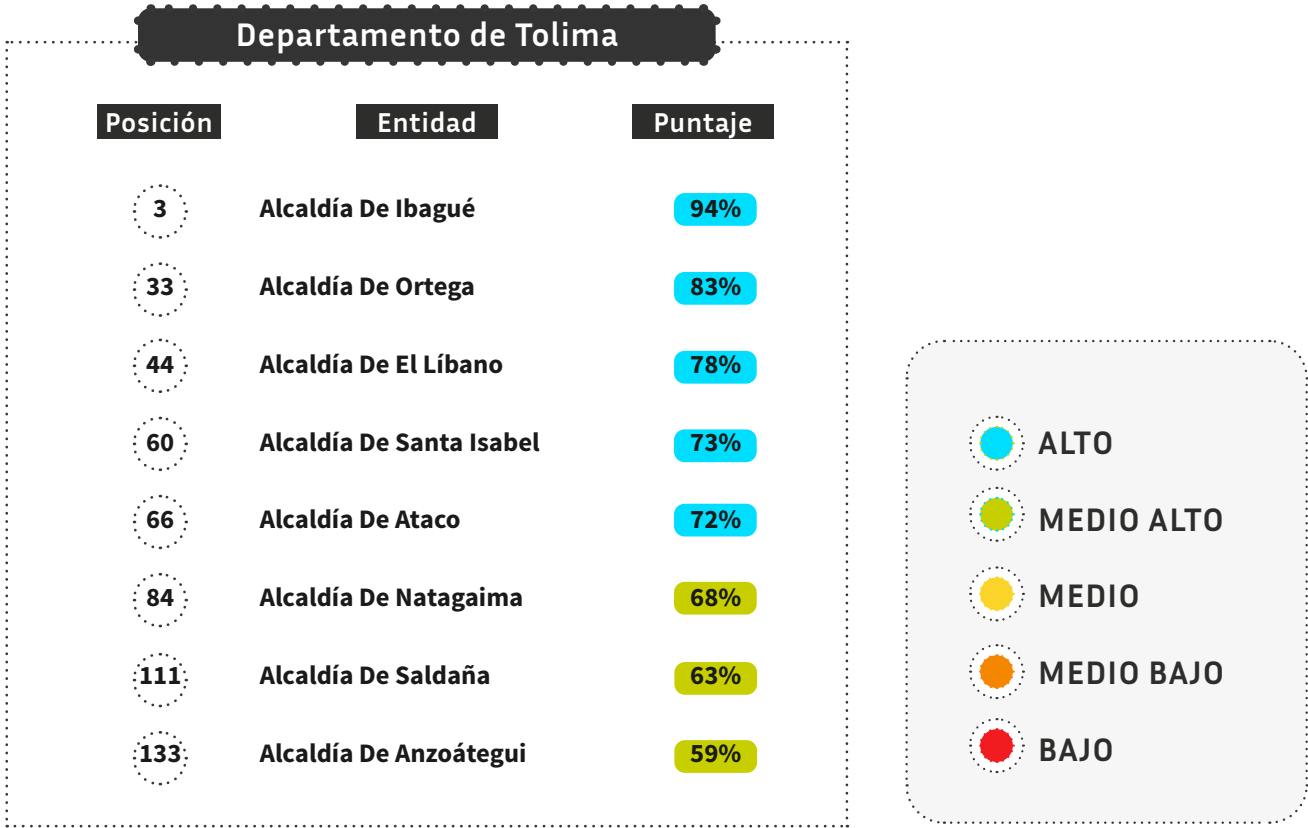 Departamento de Tolima
Posición Entidad Puntaje
3 Alcaldía De Ibagué 94%
33 Alcaldía De Ortega 83%
44 Alcaldía De El Líbano 78%
60 Alcaldía De Santa Isabel 73%
66 Alcaldía De Ataco 72%
84 Alcaldía De Natagaima 68%
111 Alcaldía De Saldaña 63%
133 Alcaldía De Anzoátegui 59%
ALTO
MEDIO ALTO
MEDIO
MEDIO BAJO
BAJO